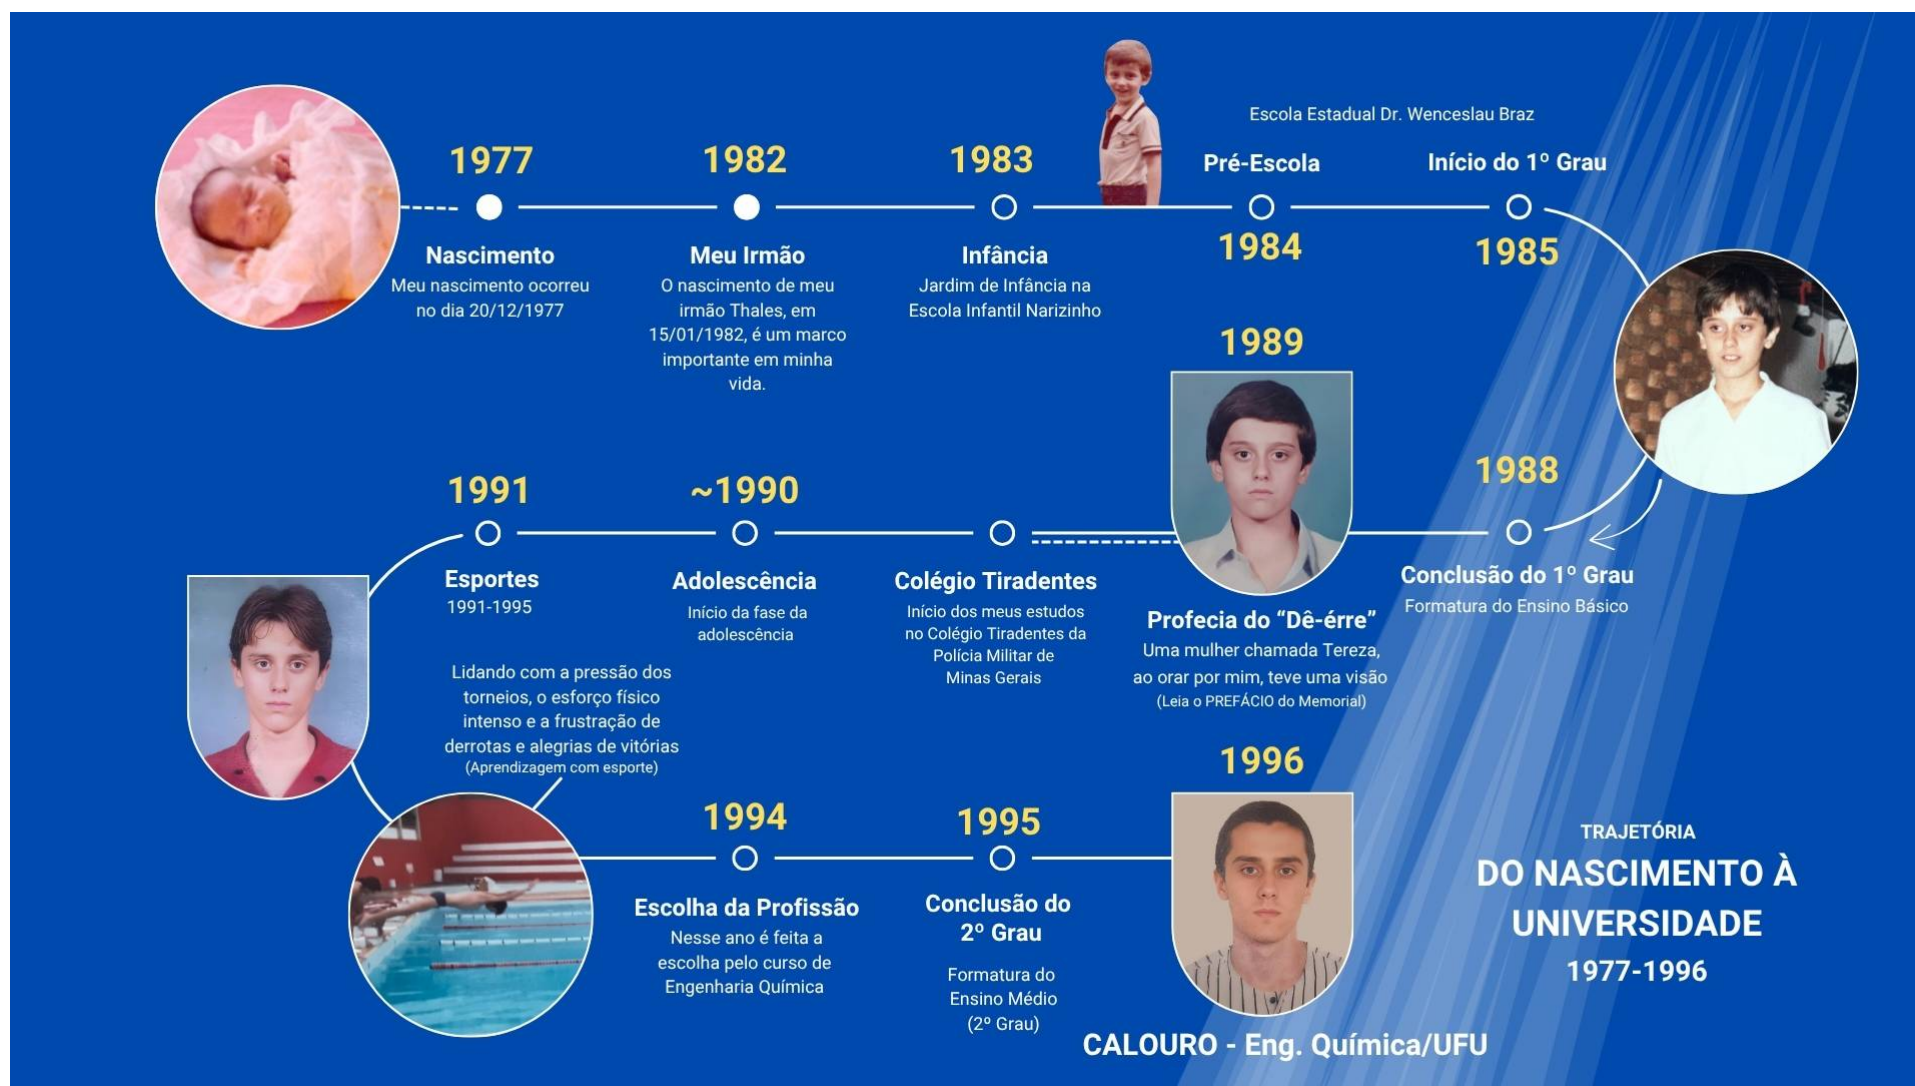 1977
Nascimento
Meu nascimento ocorreu
no dia 20/12/1977
1982
Meu Irmão
O nascimento de meu
irmão Thales, em
15/01/1982, é um marco
importante em minha
vida.
1983
Infância
Jardim de Infância na
Escola Infantil Narizinho
Escola Estadual Dr. Wenceslau Braz
Pré-Escola
1984
Início do 1º Grau
1985
1988
Conclusão do 1º Grau
Formatura do Ensino Básico
1989
Profecia do “Dê-érre”
Uma mulher chamada Tereza,
ao orar por mim, teve uma visão
(Leia o PREFÁCIO do Memorial)
Colégio Tiradentes
Início dos meus estudos
no Colégio Tiradentes da
Polícia Militar de
Minas Gerais
~1990
Adolescência
Início da fase da
adolescência
1991
Esportes
1991-1995
Lidando com a pressão dos
torneios, o esforço físico
intenso e a frustração de
derrotas e alegrias de vitórias
(Aprendizagem com esporte)
1994
Escolha da Profissão
Nesse ano é feita a
escolha pelo curso de
Engenharia Química
1995
Conclusão do
2º Grau
Formatura do
Ensino Médio
(2º Grau)
1996
CALOURO - Eng. Química/UFU
TRAJETÓRIA
DO NASCIMENTO À
UNIVERSIDADE
1977-1996